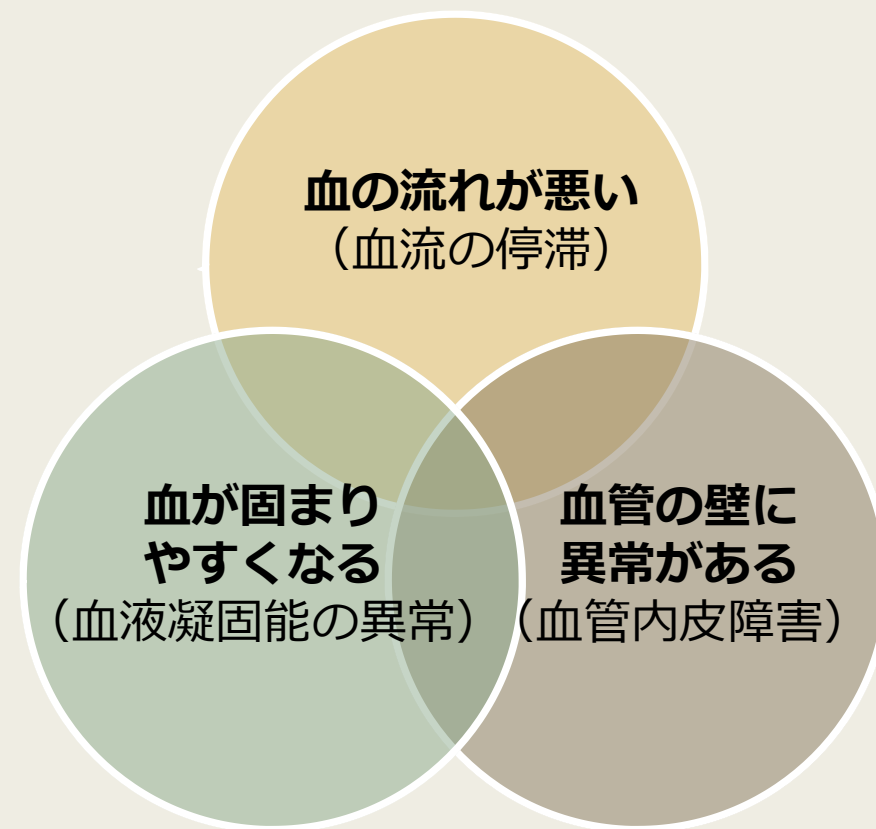 血の流れが悪い
（血流の停滞）
血が固まり
やすくなる
（血液凝固能の異常）
血管の壁に
異常がある
（血管内皮障害）